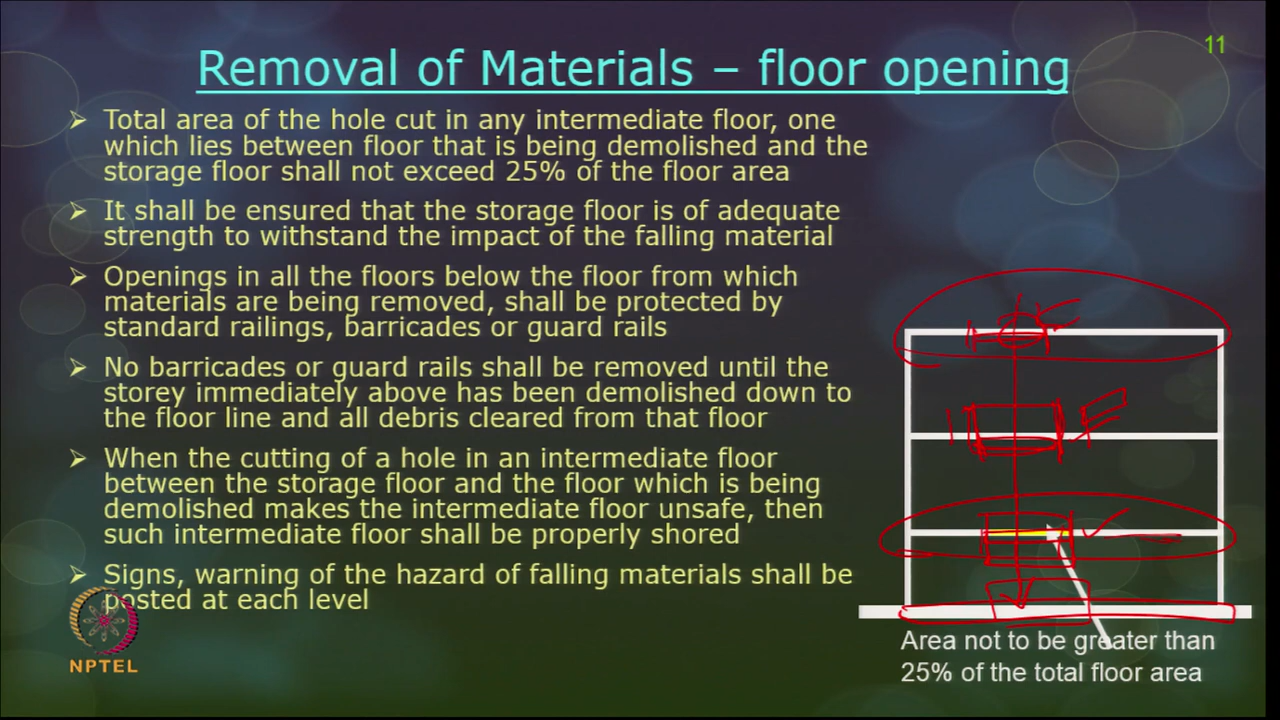 11
Removal of Materials – floor opening
➢ Total area of the hole cut in any intermediate floor, one
which lies between floor that is being demolished and the
storage floor shall not exceed 25% of the floor area
➢ It shall be ensured that the storage floor is of adequate
strength to withstand the impact of the falling material
➢ Openings in all the floors below the floor from which
materials are being removed, shall be protected by
standard railings, barricades or guard rails
➢ No barricades or guard rails shall be removed until the
storey immediately above has been demolished down to
the floor line and all debris cleared from that floor
➢ When the cutting of a hole in an intermediate floor
between the storage floor and the floor which is being
demolished makes the intermediate floor unsafe, then
such intermediate floor shall be properly shored
➢ Signs, warning of the hazard of falling materials shall be
posted at each level
NPTEL
Area not to be greater than
25% of the total floor area